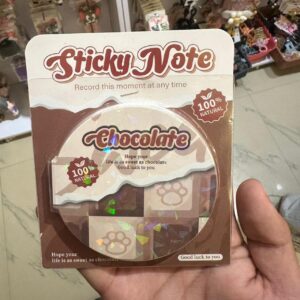 Sticky Note
Record this moment at any time
100%
NATURAL
Chocolate
Hope your
life is as sweet as chocolate
Good luck to you
100%
NATURAL
Hope your
life is as sweet as chocolate
Good luck to you